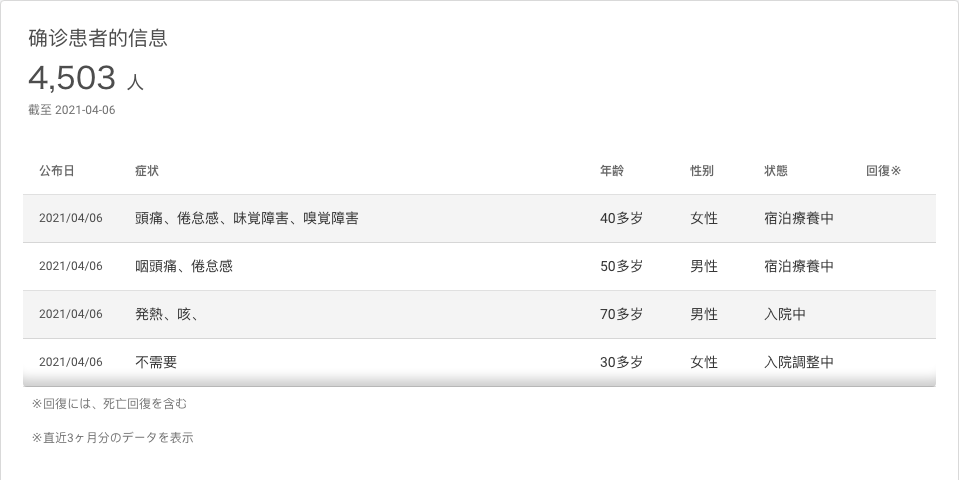 确诊患者的信息
4,503 人
截至 2021-04-06
公布日 症状 年龄 性别 状態 回復※
2021/04/06 頭痛、倦怠感、味覚障害、嗅覚障害 40多岁 女性 宿泊療養中
2021/04/06 咽頭痛、倦怠感 50多岁 男性 宿泊療養中
2021/04/06 発熱、咳、 70多岁 男性 入院中
2021/04/06 不需要 30多岁 女性 入院調整中
※回復には、死亡回復を含む
※直近3ヶ月分のデータを表示